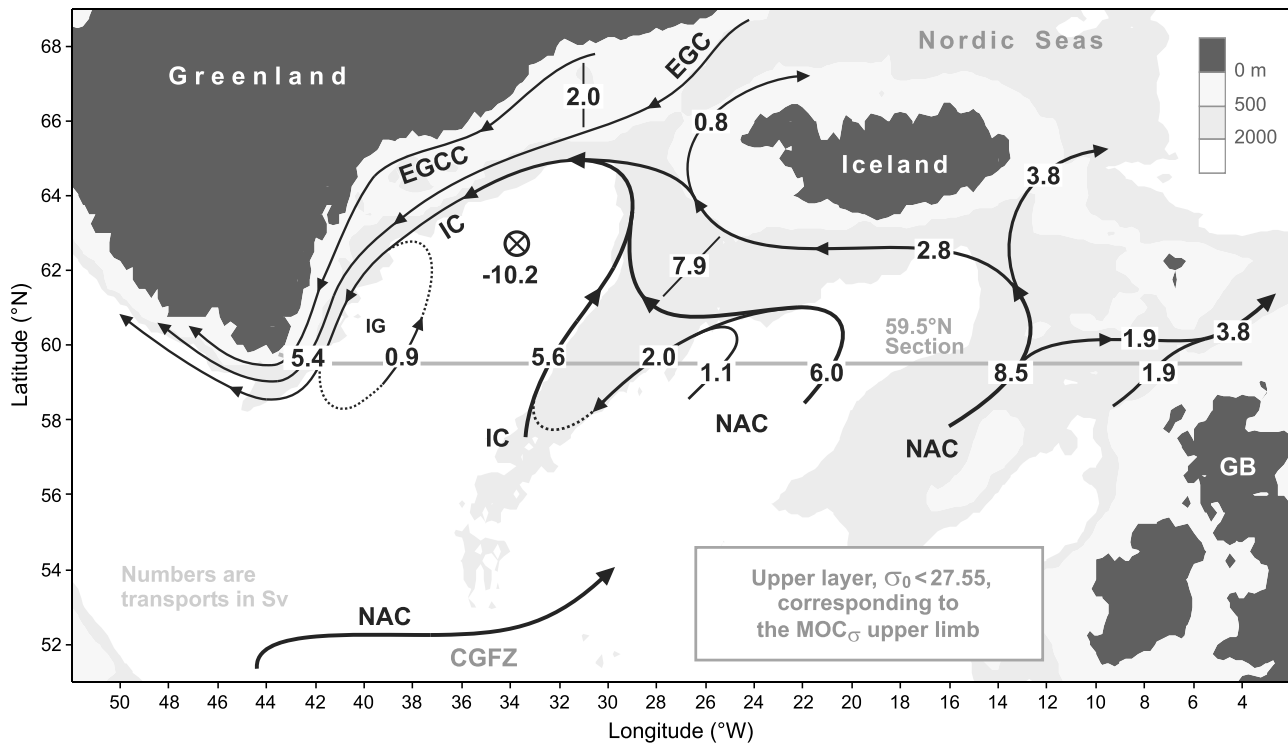 Nordic Seas
Greenland
EGC
0 m
500
2000
2.0
0.8
Iceland
EGCC
3.8
IC
-10.2
7.9
2.8
IG
59.5°N
Section
1.9
3.8
5.4
0.9
5.6
2.0
1.1
6.0
8.5
1.9
NAC
IC
NAC
GB
Numbers are
transports in Sv
NAC
CGFZ
Upper layer, σ₀ < 27.55,
corresponding to
the MOCσ upper limb
68
66
64
62
60
58
56
54
52
Latitude (°N)
50 48 46 44 42 40 38 36 34 32 30 28 26 24 22 20 18 16 14 12 10 8 6 4
Longitude (°W)